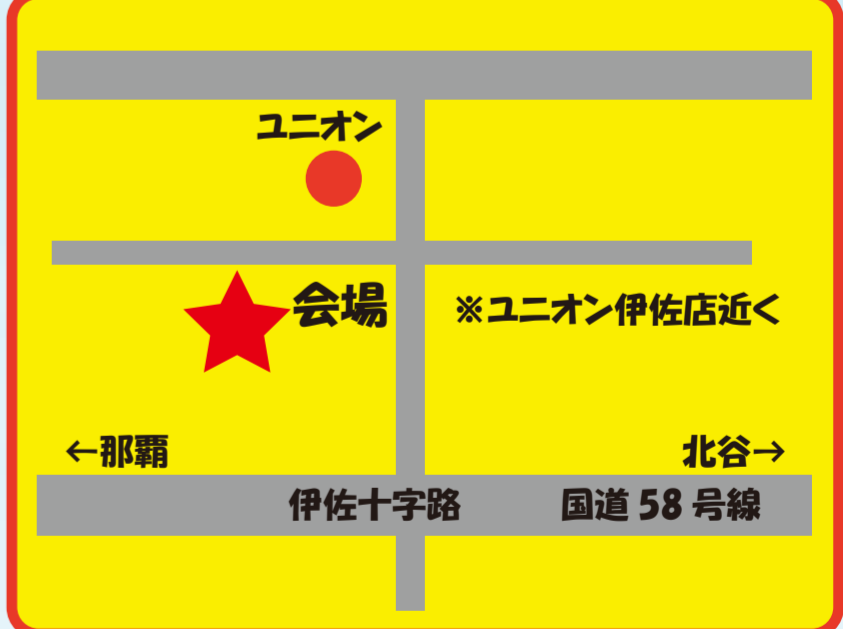 ユニオン
会場
※ユニオン伊佐店近く
←那覇
北谷→
伊佐十字路
国道 58 号線